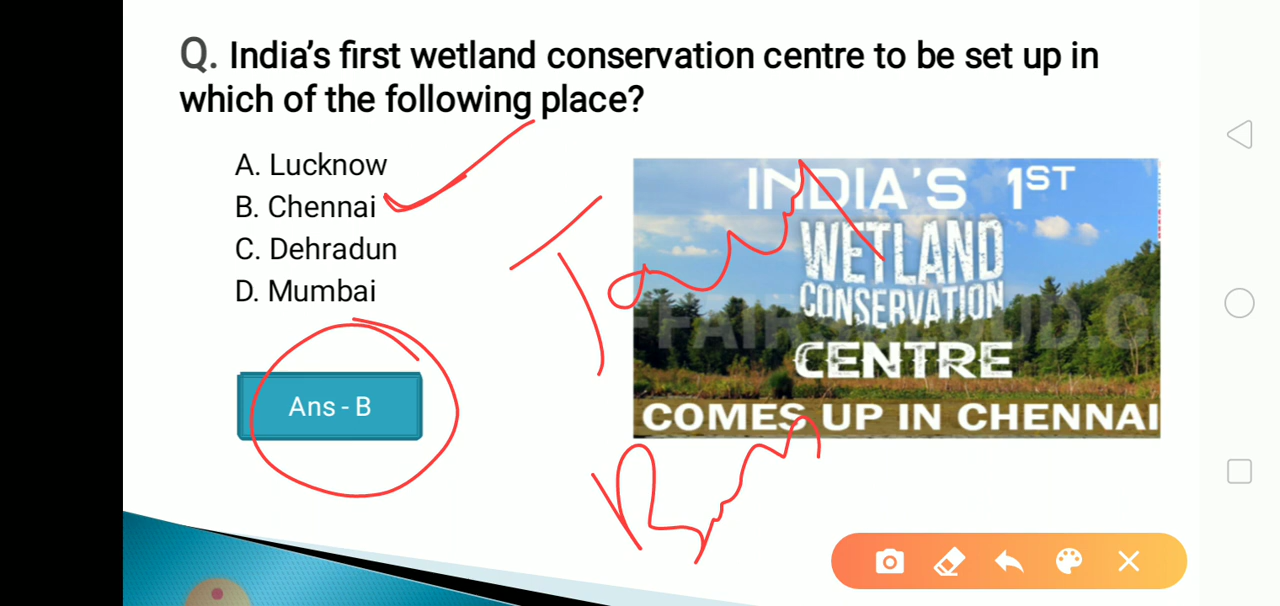 Q. India's first wetland conservation centre to be set up in
which of the following place?
A. Lucknow
B. Chennai
C. Dehradun
D. Mumbai
Ans - B
INDIA'S 1ST
WETLAND
CONSERVATION
CENTRE
COMES UP IN CHENNAI